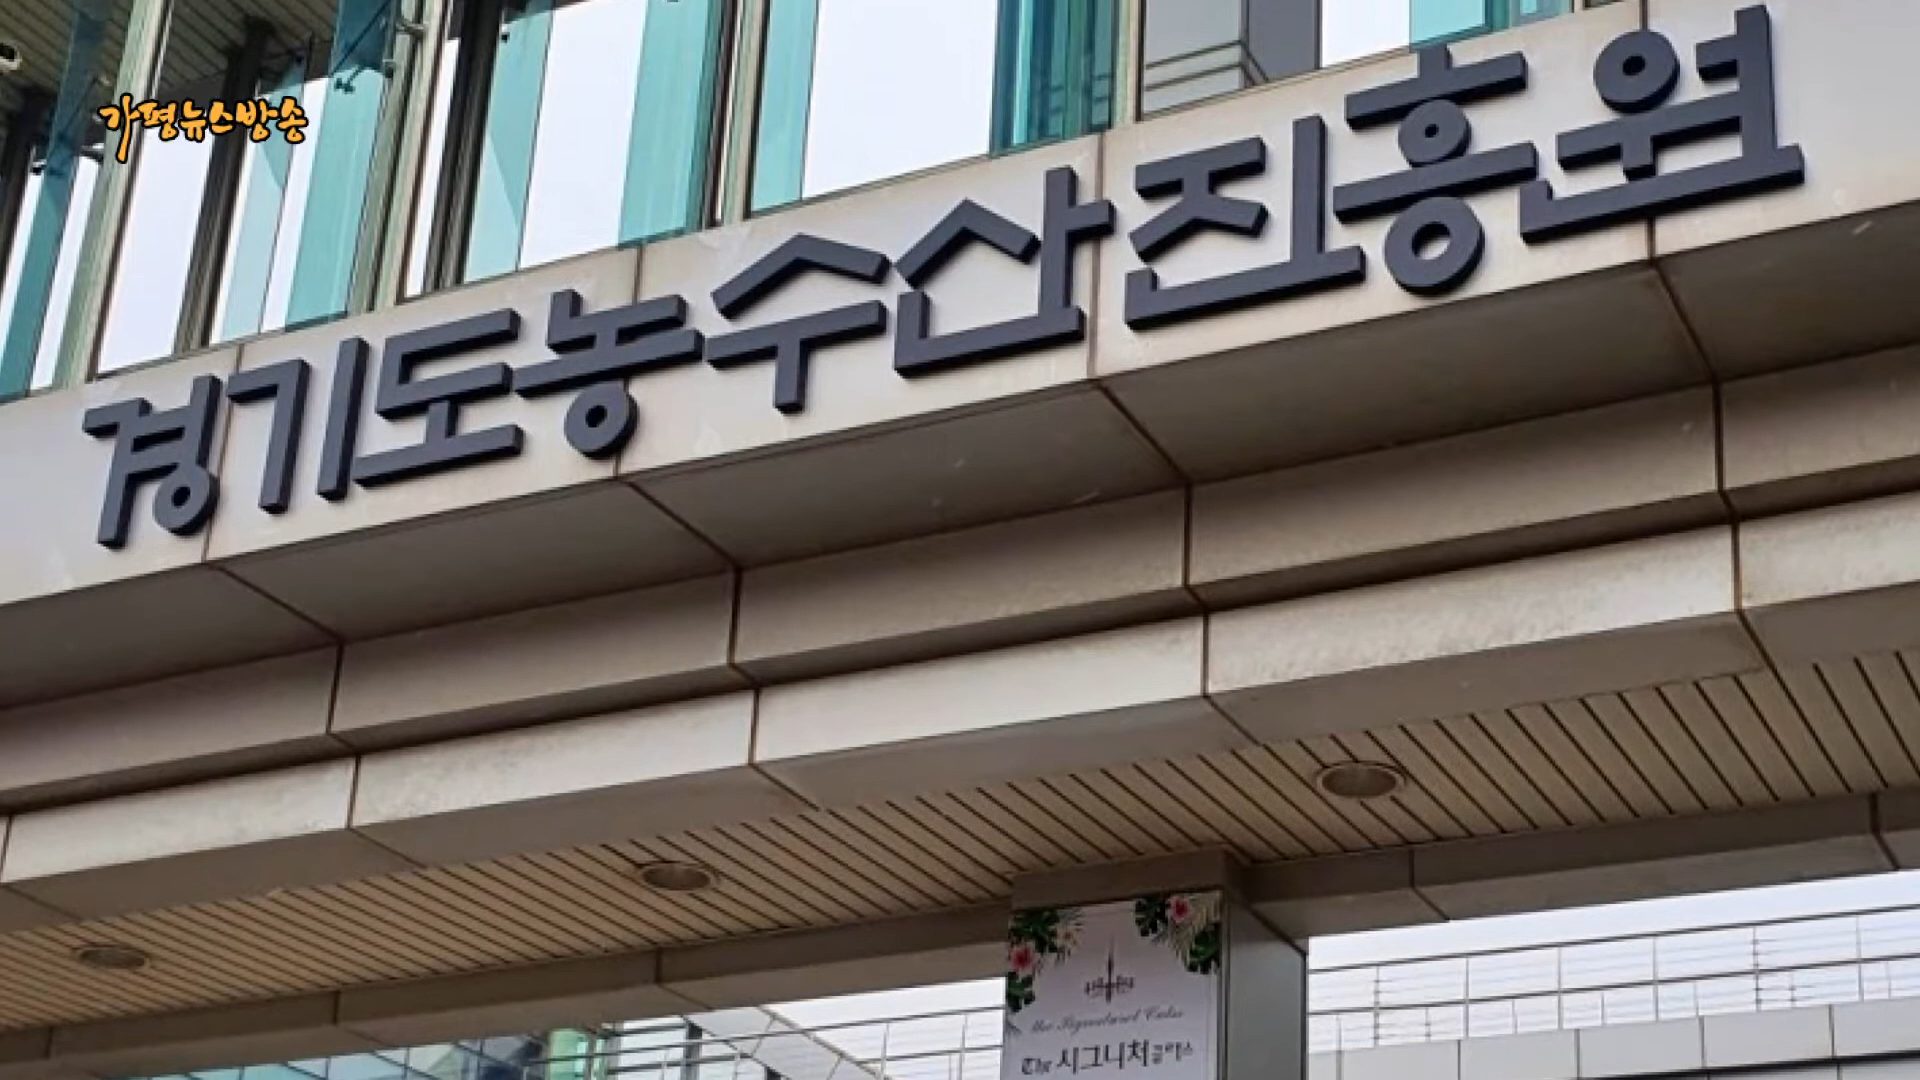 가평뉴스방송
경기도농수산진흥원
The 시그니처